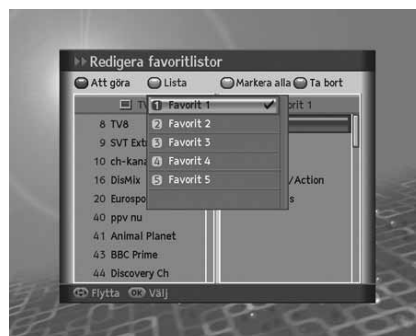 Redigera favoritlistor
Att göra Lista Markera alla Ta bort
TV
1 Favorit 1
2 Favorit 2
3 Favorit 3
4 Favorit 4
5 Favorit 5
orit 1
8 TV8
9 SVT Ext
10 ch-kana
16 DisMix
20 Eurospo
40 ppv nu
41 Animal Planet
43 BBC Prime
44 Discovery Ch
/Action
s
Flytta OK Välj